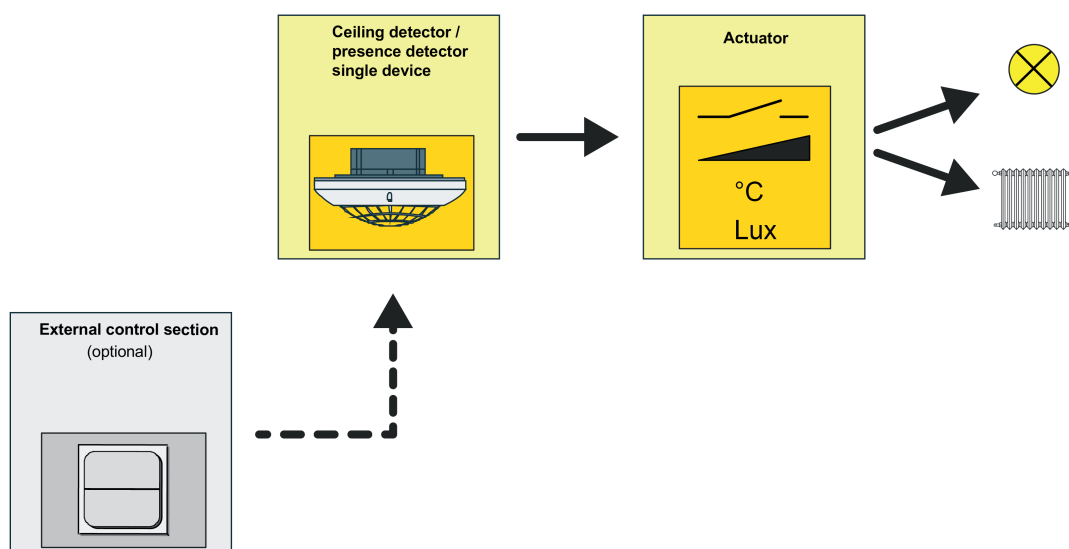 Ceiling detector /
presence detector
single device
Actuator
°C
Lux
External control section
(optional)